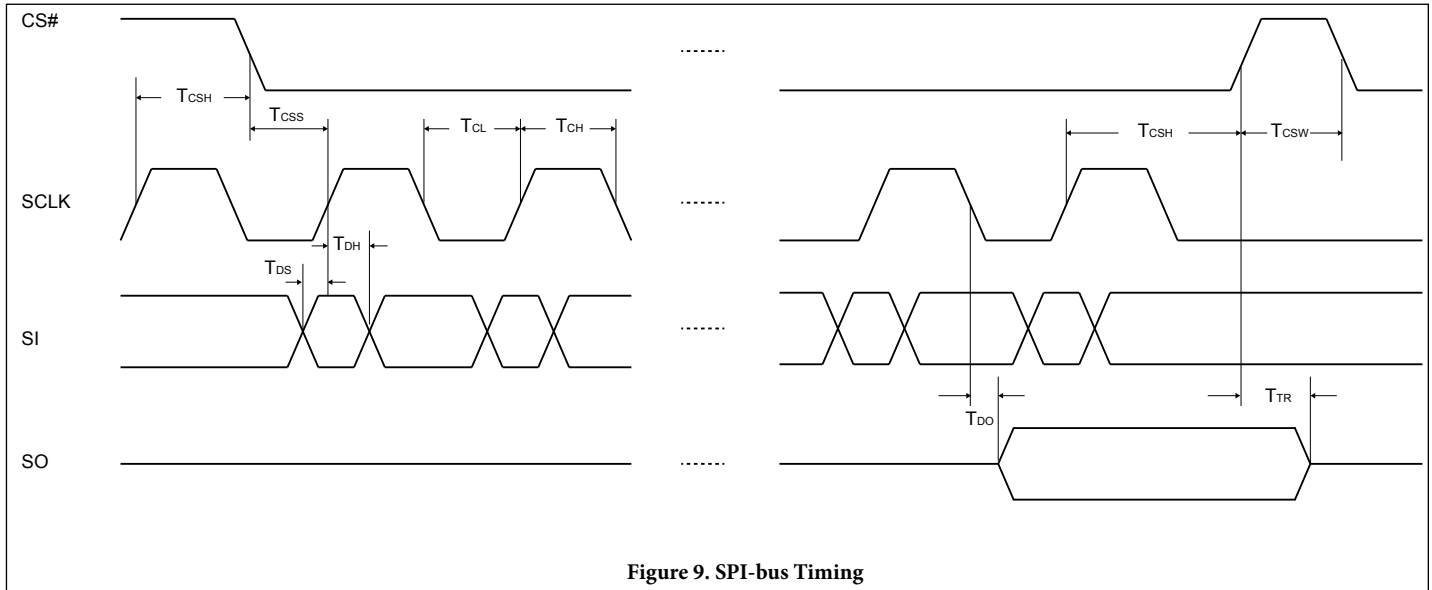 CS#
TCSH
TCSS
TCL
TCH
TCSH
TCSW
SCLK
TDH
TDS
SI
TTR
TDO
SO
Figure 9. SPI-bus Timing